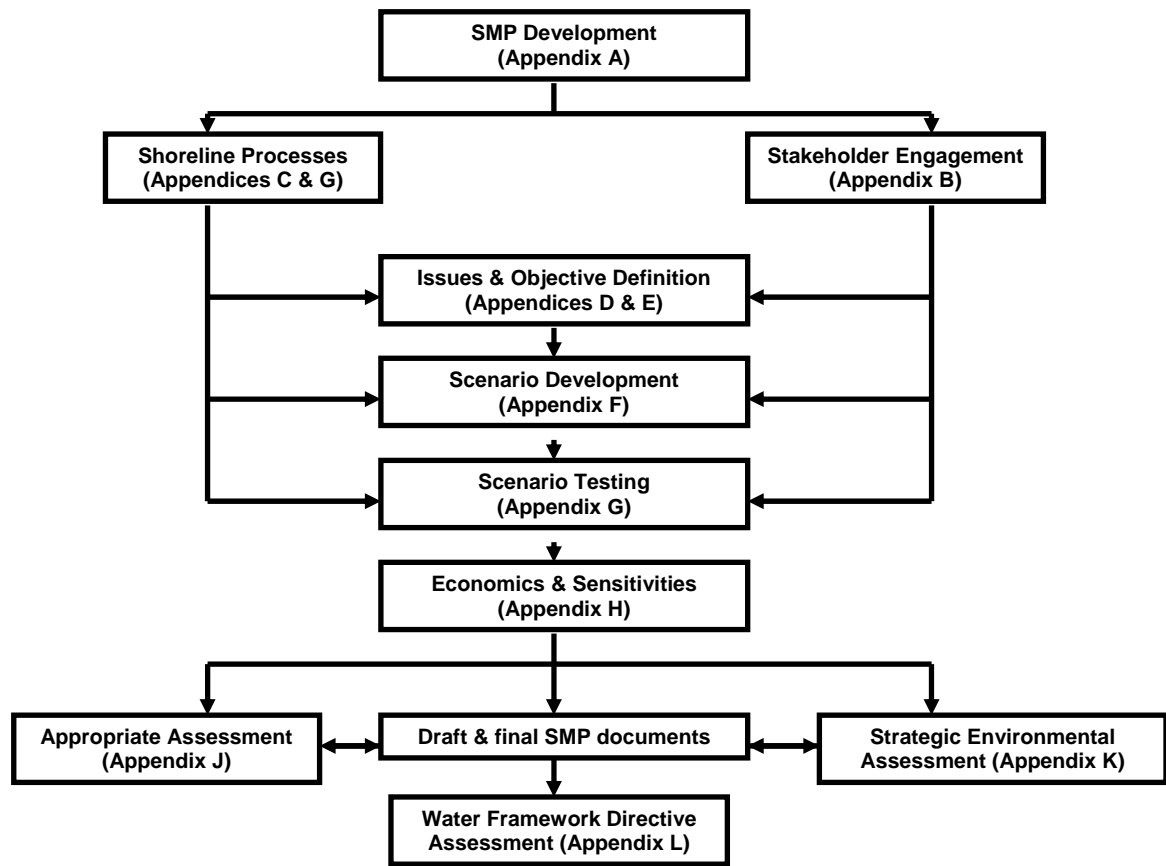 SMP Development
(Appendix A)
Shoreline Processes
(Appendices C & G)
Stakeholder Engagement
(Appendix B)
Issues & Objective Definition
(Appendices D & E)
Scenario Development
(Appendix F)
Scenario Testing
(Appendix G)
Economics & Sensitivities
(Appendix H)
Appropriate Assessment
(Appendix J)
Draft & final SMP documents
Strategic Environmental
Assessment (Appendix K)
Water Framework Directive
Assessment (Appendix L)